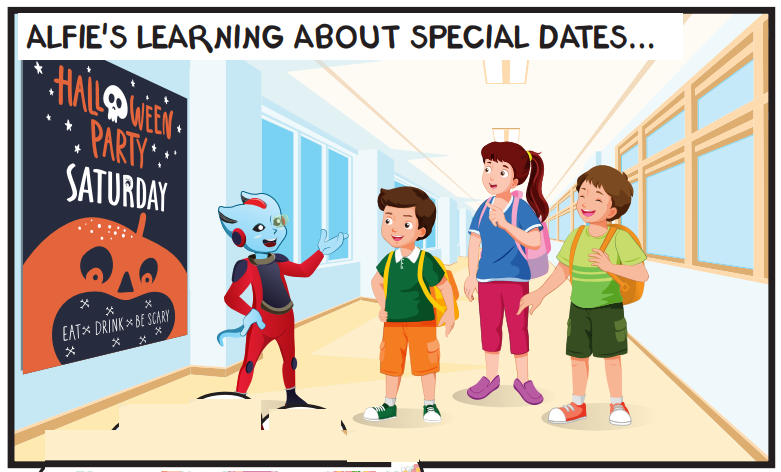 ALFIE'S LEARNING ABOUT SPECIAL DATES...
HALLOWEEN
PARTY
SATURDAY
EAT DRINK BE SCARY